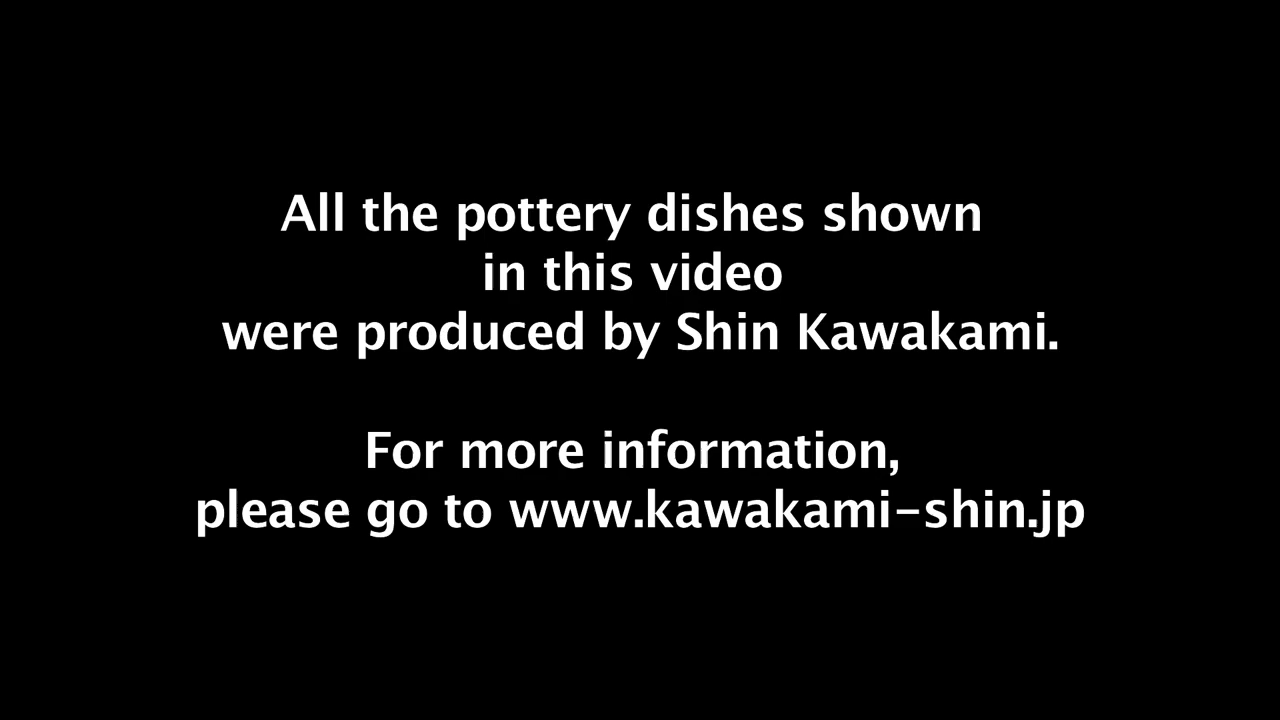 All the pottery dishes shown
in this video
were produced by Shin Kawakami.
For more information,
please go to www.kawakami-shin.jp